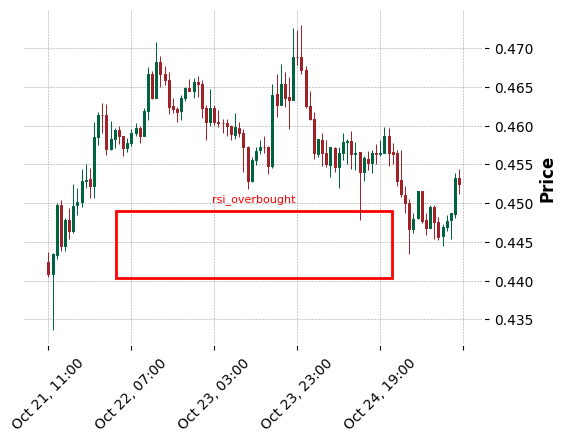 0.470
0.465
0.460
0.455
0.450
0.445
0.440
0.435
Price
rsi_overbought
Oct 21, 11:00
Oct 22, 07:00
Oct 23, 03:00
Oct 23, 23:00
Oct 24, 19:00